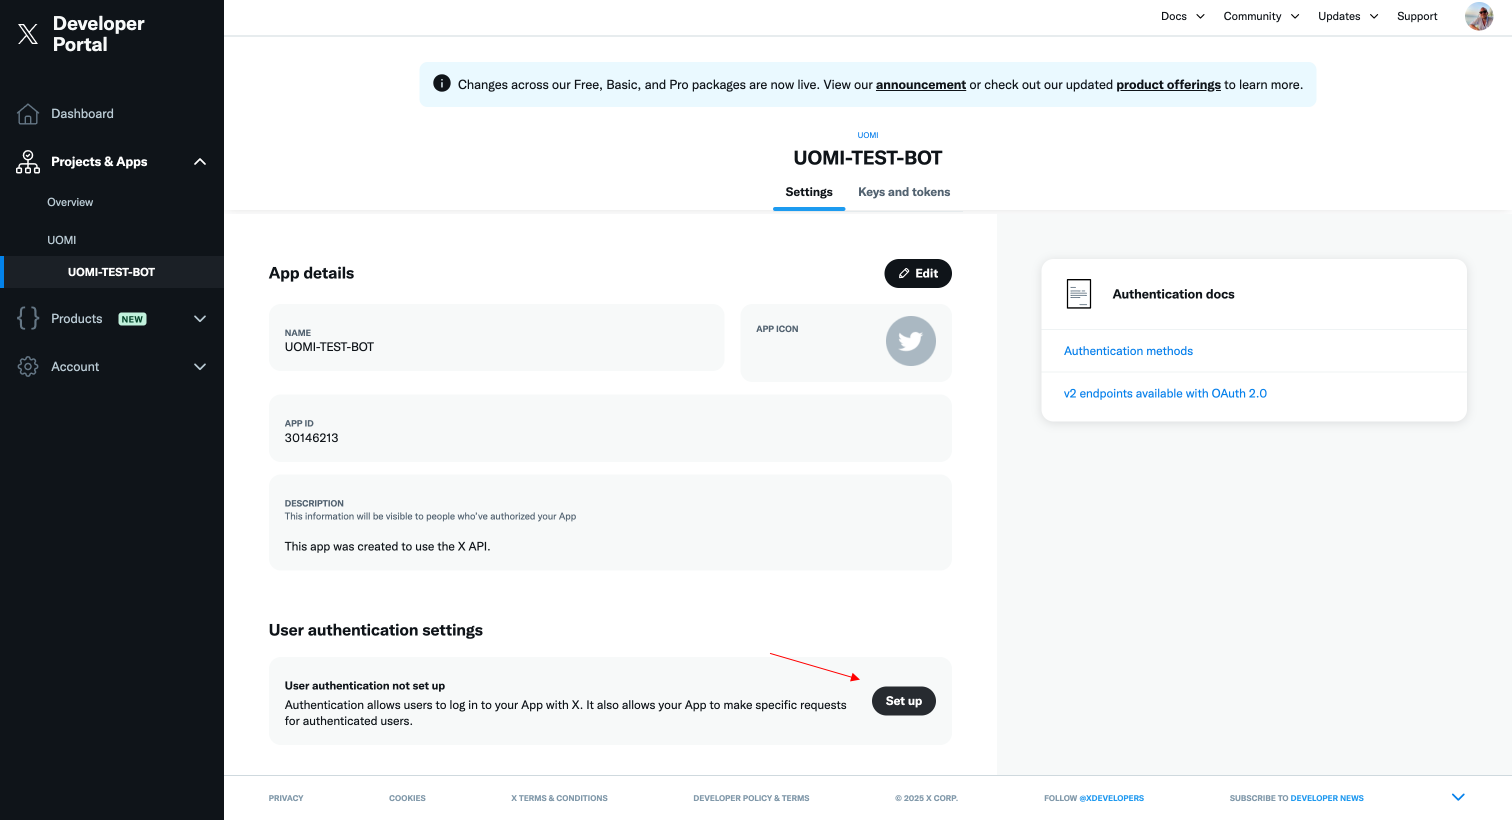 Developer
Portal
Docs
Community
Updates
Support
Dashboard
Projects & Apps
Overview
UOMI
UOMI-TEST-BOT
Products NEW
Account
Changes across our Free, Basic, and Pro packages are now live. View our announcement or check out our updated product offerings to learn more.
UOMI
UOMI-TEST-BOT
Settings
Keys and tokens
App details
Edit
NAME
UOMI-TEST-BOT
APP ICON
APP ID
30146213
DESCRIPTION
This information will be visible to people who've authorized your App
This app was created to use the X API.
User authentication settings
User authentication not set up
Authentication allows users to log in to your App with X. It also allows your App to make specific requests
for authenticated users.
Set up
Authentication docs
Authentication methods
v2 endpoints available with OAuth 2.0
PRIVACY
COOKIES
X TERMS & CONDITIONS
DEVELOPER POLICY & TERMS
© 2025 X CORP.
FOLLOW @XDEVELOPERS
SUBSCRIBE TO DEVELOPER NEWS